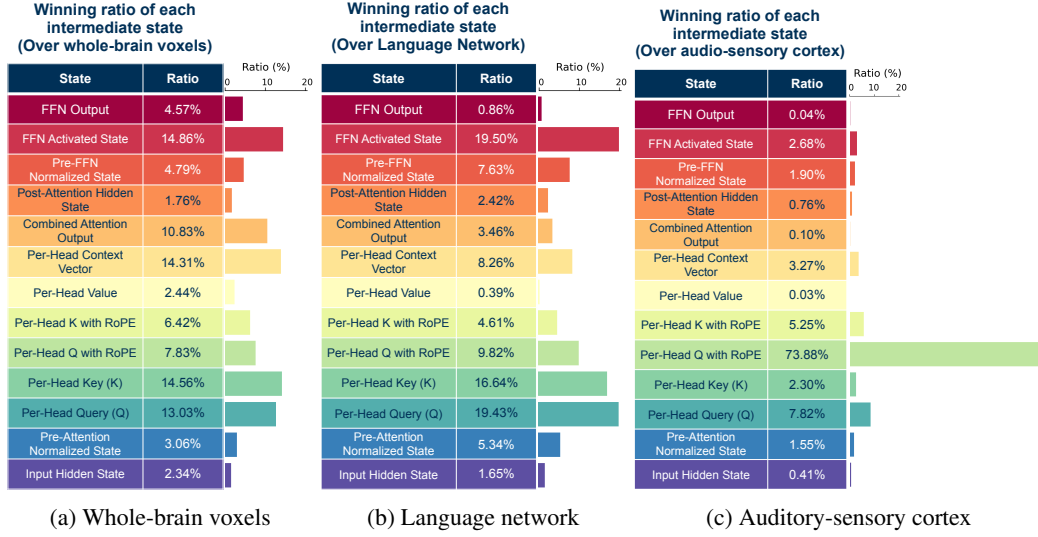 Winning ratio of each
intermediate state
(Over whole-brain voxels)
State Ratio
Ratio (%)
0 10 20
FFN Output 4.57%
FFN Activated State 14.86%
Pre-FFN
Normalized State 4.79%
Post-Attention Hidden
State 1.76%
Combined Attention
Output 10.83%
Per-Head Context
Vector 14.31%
Per-Head Value 2.44%
Per-Head K with RoPE 6.42%
Per-Head Q with RoPE 7.83%
Per-Head Key (K) 14.56%
Per-Head Query (Q) 13.03%
Pre-Attention
Normalized State 3.06%
Input Hidden State 2.34%
(a) Whole-brain voxels
Winning ratio of each
intermediate state
(Over Language Network)
State Ratio
Ratio (%)
0 10 20
FFN Output 0.86%
FFN Activated State 19.50%
Pre-FFN
Normalized State 7.63%
Post-Attention Hidden
State 2.42%
Combined Attention
Output 3.46%
Per-Head Context
Vector 8.26%
Per-Head Value 0.39%
Per-Head K with RoPE 4.61%
Per-Head Q with RoPE 9.82%
Per-Head Key (K) 16.64%
Per-Head Query (Q) 19.43%
Pre-Attention
Normalized State 5.34%
Input Hidden State 1.65%
(b) Language network
Winning ratio of each
intermediate state
(Over audio-sensory cortex)
State Ratio
Ratio (%)
0 10 20
FFN Output 0.04%
FFN Activated State 2.68%
Pre-FFN
Normalized State 1.90%
Post-Attention Hidden
State 0.76%
Combined Attention
Output 0.10%
Per-Head Context
Vector 3.27%
Per-Head Value 0.03%
Per-Head K with RoPE 5.25%
Per-Head Q with RoPE 73.88%
Per-Head Key (K) 2.30%
Per-Head Query (Q) 7.82%
Pre-Attention
Normalized State 1.55%
Input Hidden State 0.41%
(c) Auditory-sensory cortex